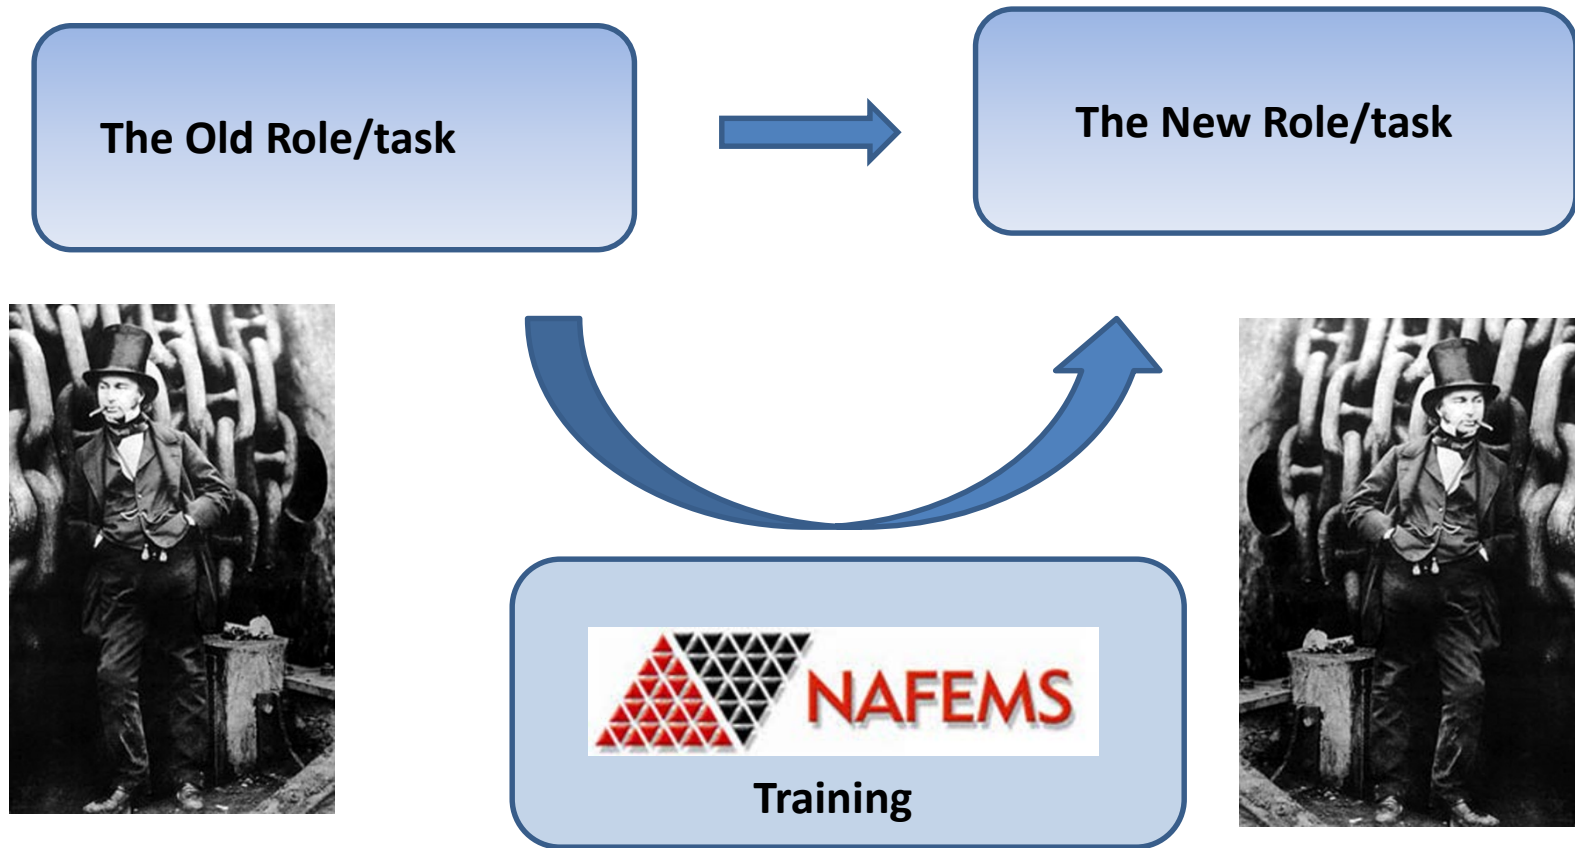 The Old Role/task
The New Role/task
NAFEMS
Training